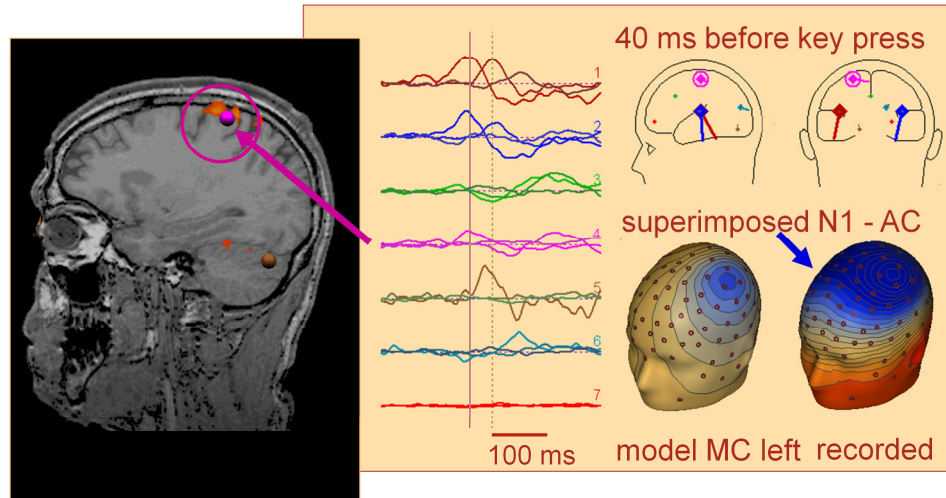 40 ms before key press
1
2
3
4
5
6
7
100 ms
superimposed N1 - AC
model MC left
recorded